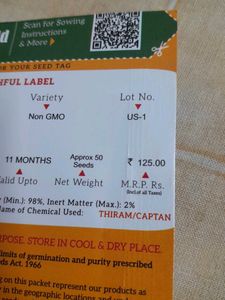 Scan for Sowing
Instructions
& More
YOUR SEED TAG
HFUL LABEL
Variety Lot No.
Non GMO US-1
11 MONTHS Approx 50 Seeds ₹ 125.00
alid Upto Net Weight M.R.P. Rs.
(Incl.of all Taxes)
y (Min.): 98%, Inert Matter (Max.): 2%
ame of Chemical Used: THIRAM/CAPTAN
RPOSE. STORE IN COOL & DRY PLACE.
limits of germination and purity prescribed
ds Act. 1966
ng on this packet represent our products as
in the geographic locations and